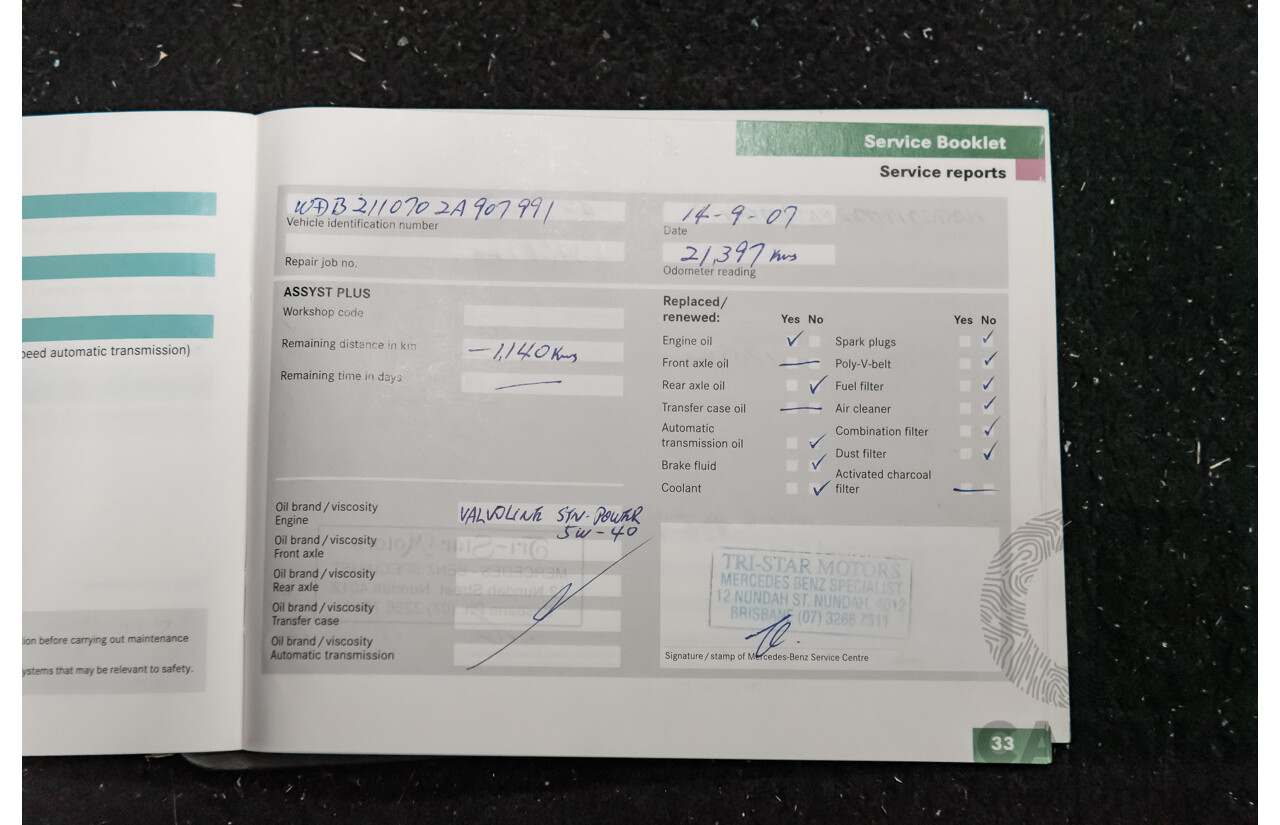 Service Booklet
Service reports
WDB 211070 2A907991
Vehicle identification number
Repair job no.
14-9-07
Date
21,397 Kms
Odometer reading
ASSYST PLUS
Workshop code
Remaining distance in km
-1,140 Kms
Remaining time in days
Replaced/
renewed:
Yes No
Yes No
Engine oil
Front axle oil
Rear axle oil
Transfer case oil
Automatic
transmission oil
Brake fluid
Coolant
Spark plugs
Poly-V-belt
Fuel filter
Air cleaner
Combination filter
Dust filter
Activated charcoal
filter
Oil brand / viscosity
Engine
VALVOLINE SYN-POWER
5W-40
Oil brand / viscosity
Front axle
Oil brand / viscosity
Rear axle
Oil brand / viscosity
Transfer case
Oil brand / viscosity
Automatic transmission
TRI-STAR MOTORS
MERCEDES BENZ SPECIALIST
12 NUNDAH ST. NUNDAH, 4012
BRISBANE (07) 3266 7311
Signature / stamp of Mercedes-Benz Service Centre
33
peed automatic transmission)
ion before carrying out maintenance
ystems that may be relevant to safety.